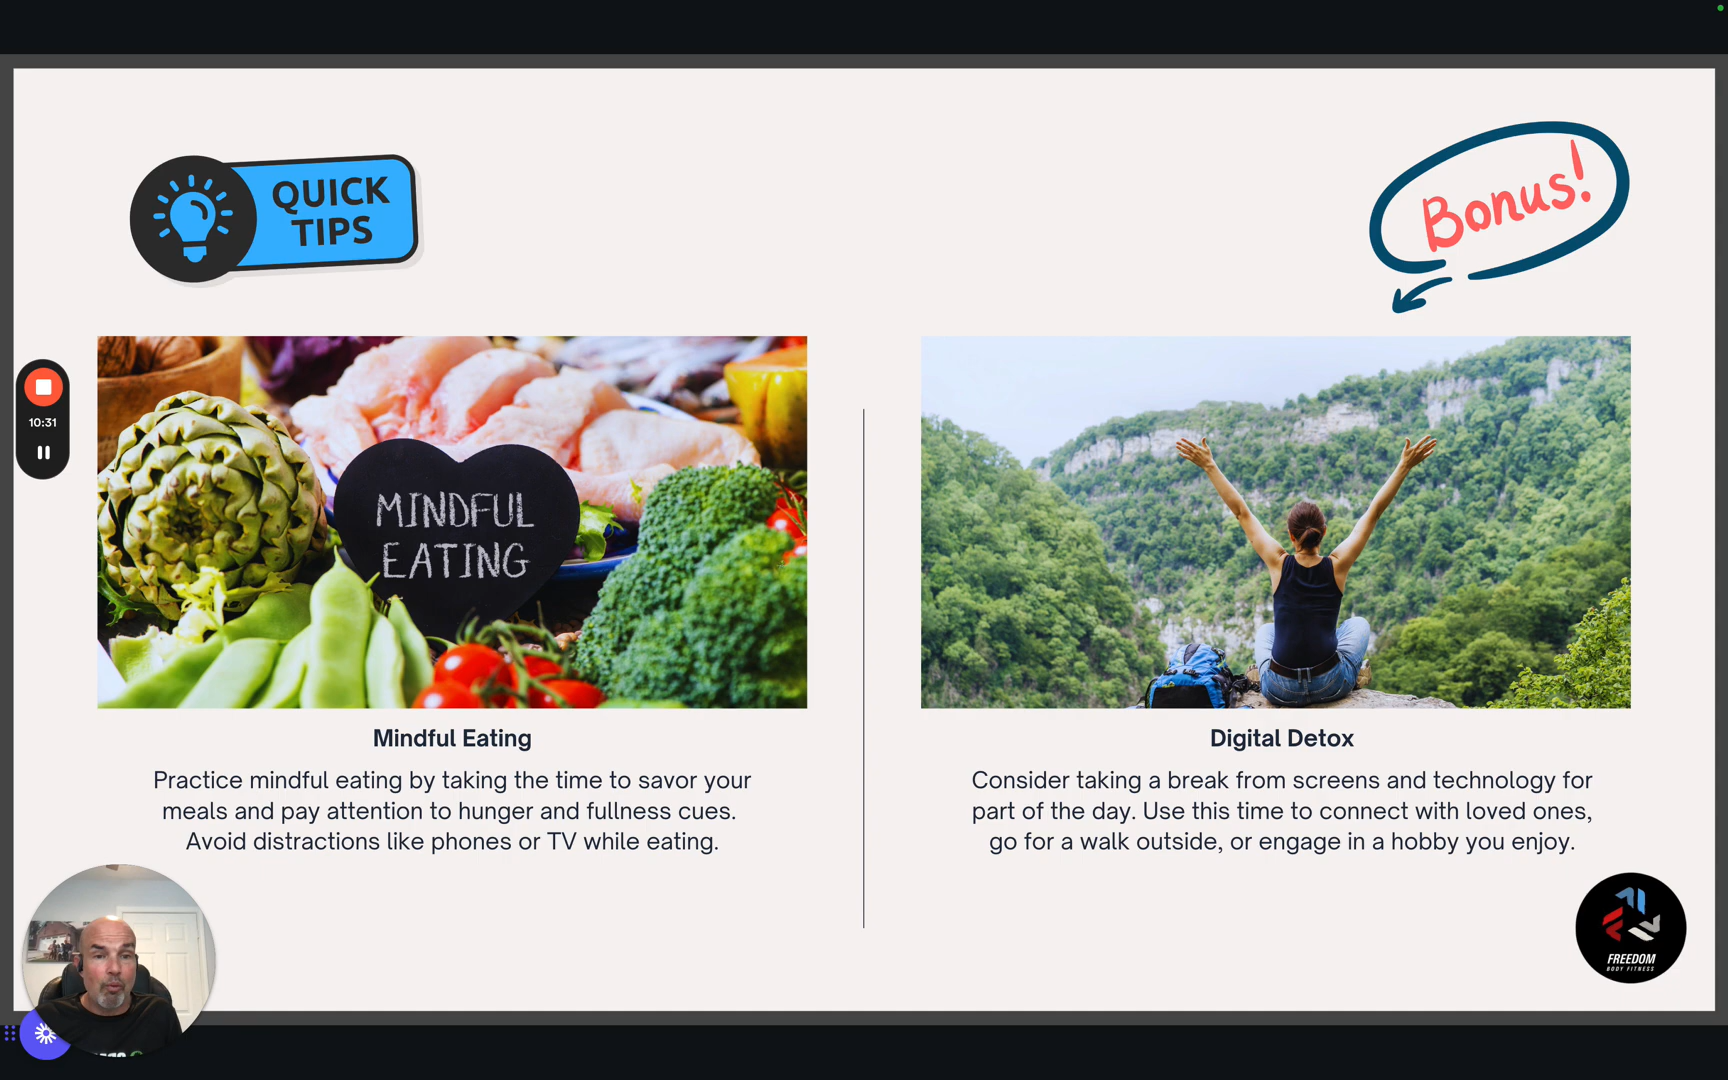 QUICK
TIPS
Bonus!
10:31
MINDFUL
EATING
Mindful Eating
Practice mindful eating by taking the time to savor your
meals and pay attention to hunger and fullness cues.
Avoid distractions like phones or TV while eating.
Digital Detox
Consider taking a break from screens and technology for
part of the day. Use this time to connect with loved ones,
go for a walk outside, or engage in a hobby you enjoy.
FREEDOM
BODY FITNESS